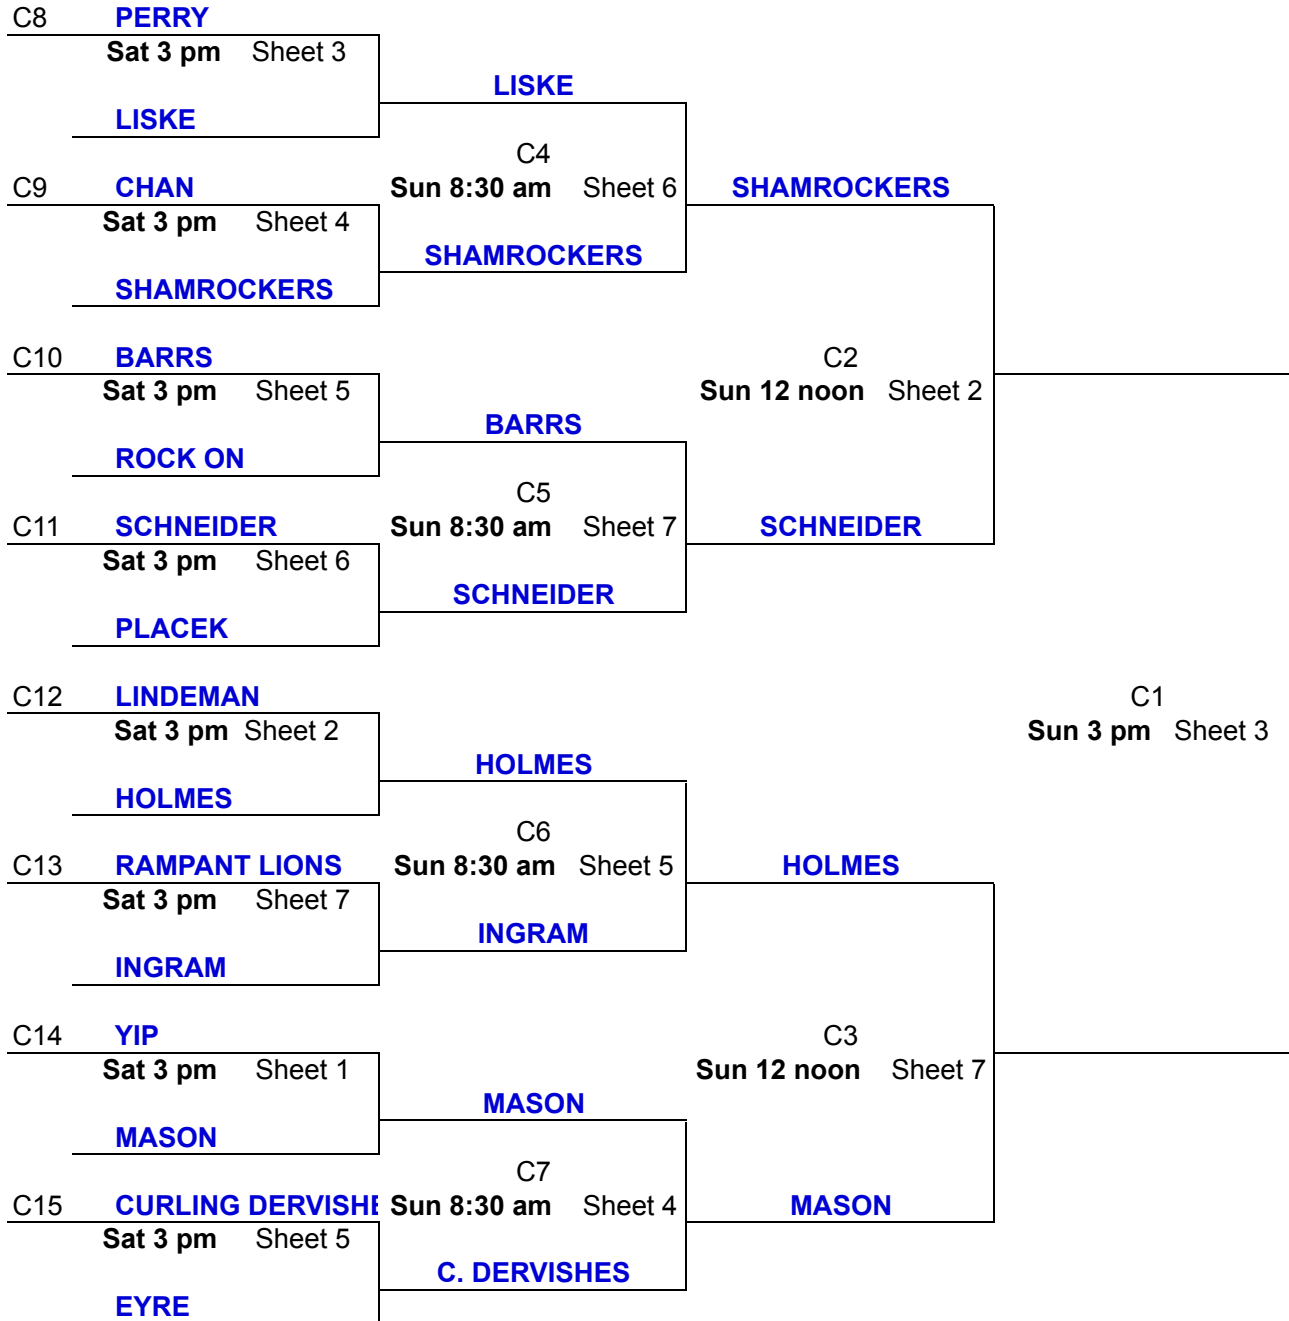 C8 PERRY
Sat 3 pm Sheet 3
LISKE
LISKE
C4
C9 CHAN Sun 8:30 am Sheet 6 SHAMROCKERS
Sat 3 pm Sheet 4
SHAMROCKERS
SHAMROCKERS
C10 BARRS C2
Sat 3 pm Sheet 5 Sun 12 noon Sheet 2
BARRS
ROCK ON
C5
C11 SCHNEIDER Sun 8:30 am Sheet 7 SCHNEIDER
Sat 3 pm Sheet 6
SCHNEIDER
PLACEK
C12 LINDEMAN C1
Sat 3 pm Sheet 2 Sun 3 pm Sheet 3
HOLMES
HOLMES
C6
C13 RAMPANT LIONS Sun 8:30 am Sheet 5 HOLMES
Sat 3 pm Sheet 7
INGRAM
INGRAM
C14 YIP C3
Sat 3 pm Sheet 1 Sun 12 noon Sheet 7
MASON
MASON
C7
C15 CURLING DERVISHE Sun 8:30 am Sheet 4 MASON
Sat 3 pm Sheet 5
C. DERVISHES
EYRE